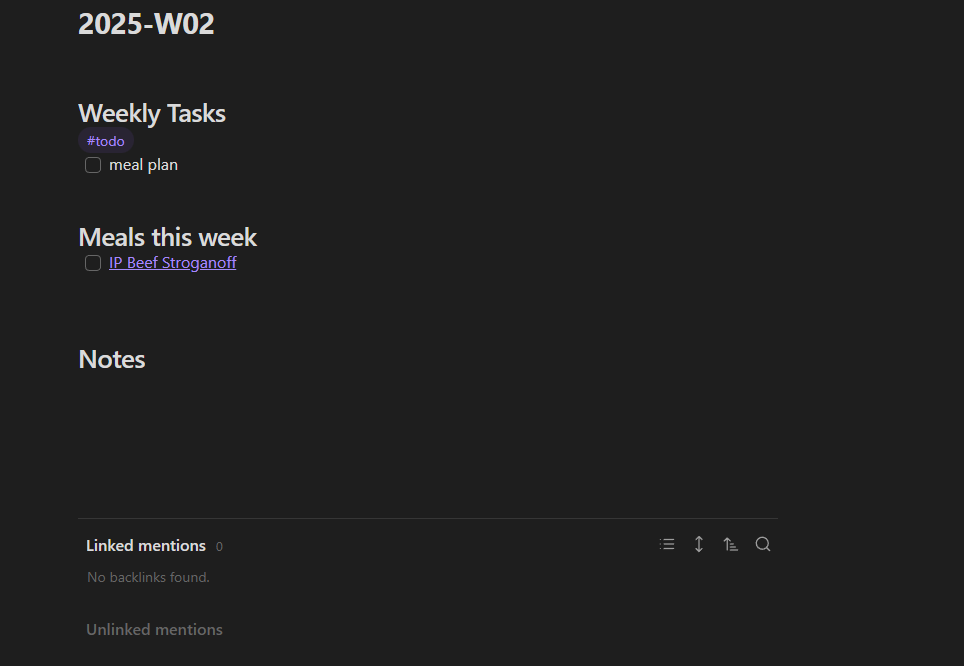 2025-W02
Weekly Tasks
#todo
meal plan
Meals this week
IP Beef Stroganoff
Notes
Linked mentions 0
No backlinks found.
Unlinked mentions